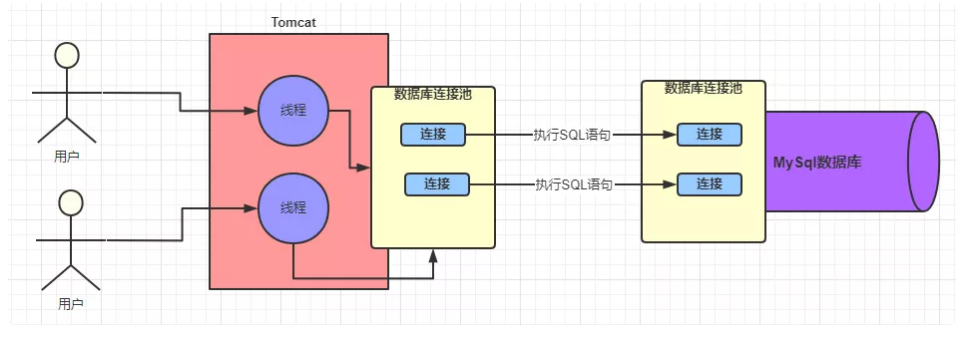 Tomcat
用户
线程
用户
线程
数据库连接池
连接
连接
执行SQL语句
执行SQL语句
数据库连接池
连接
连接
MySql数据库